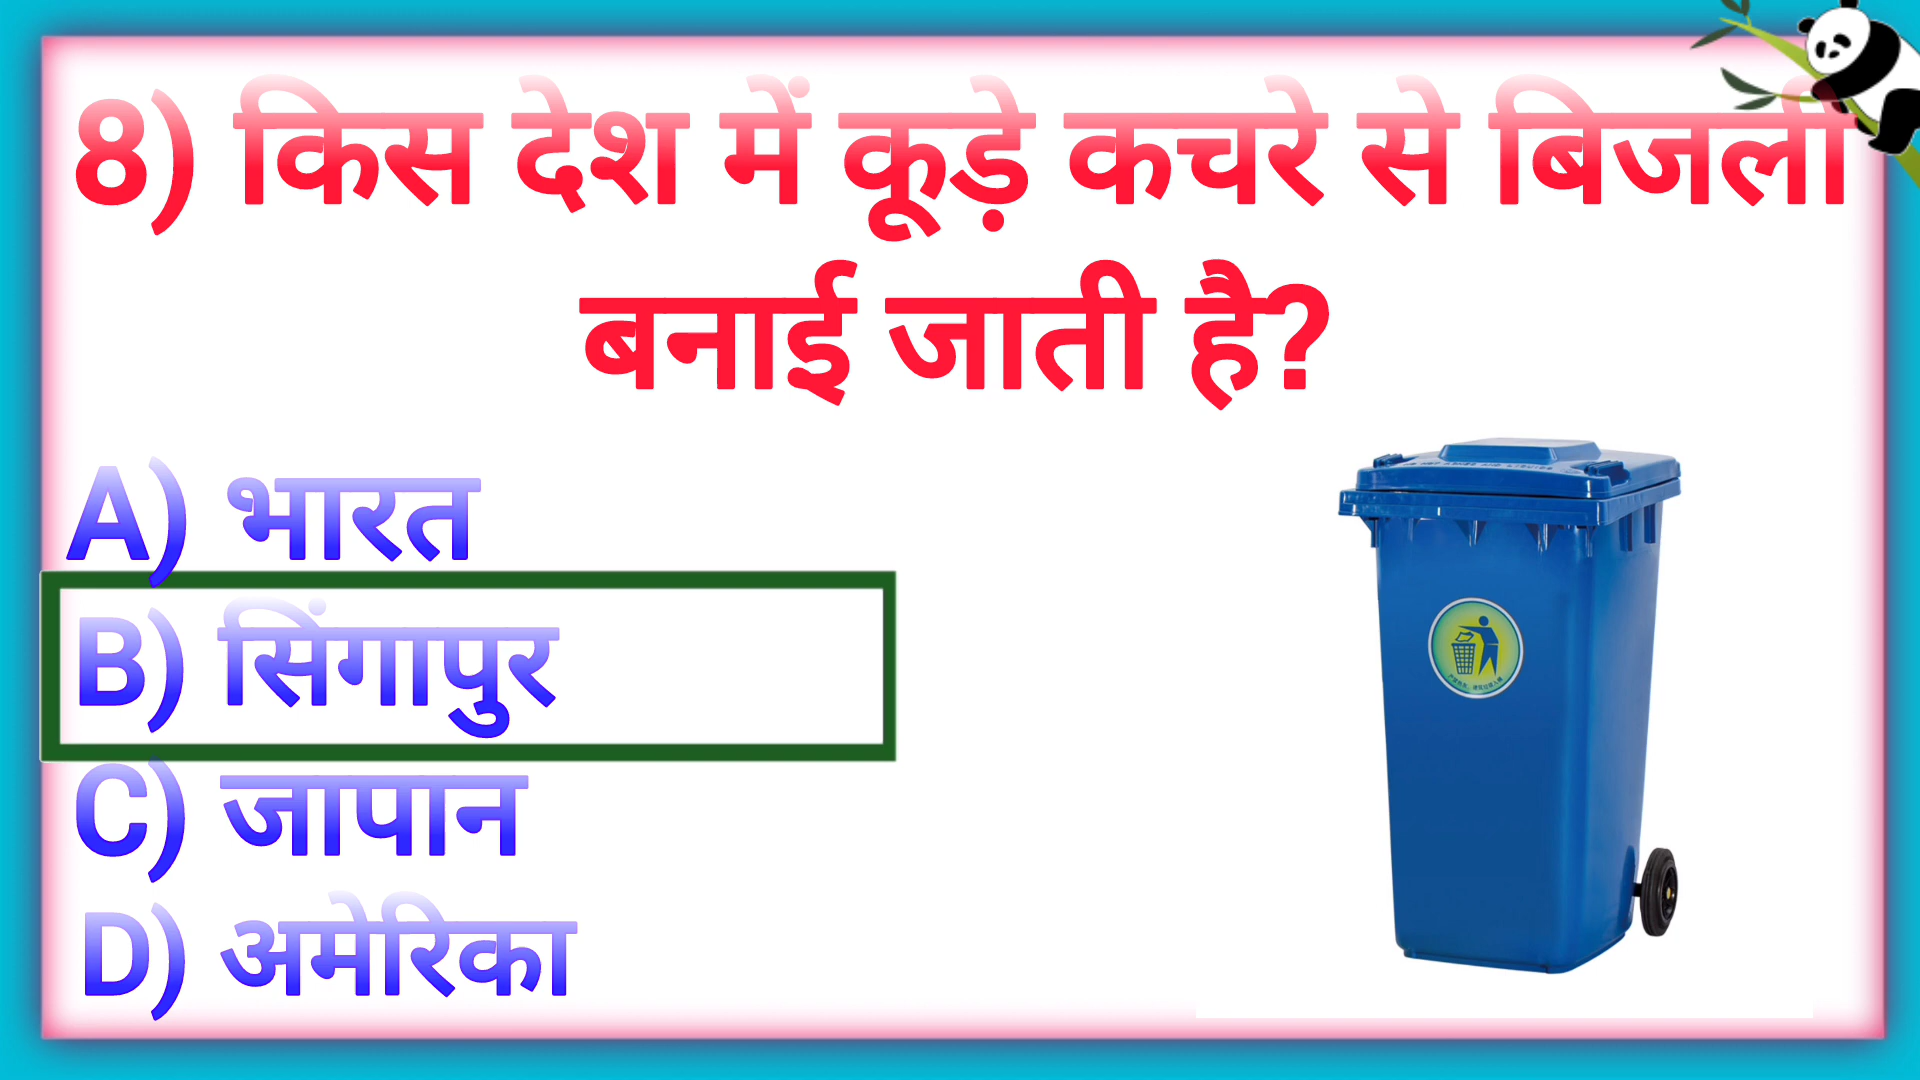 8) किस देश में कूड़े कचरे से बिजली
बनाई जाती है?
A) भारत
B) सिंगापुर
C) जापान
D) अमेरिका